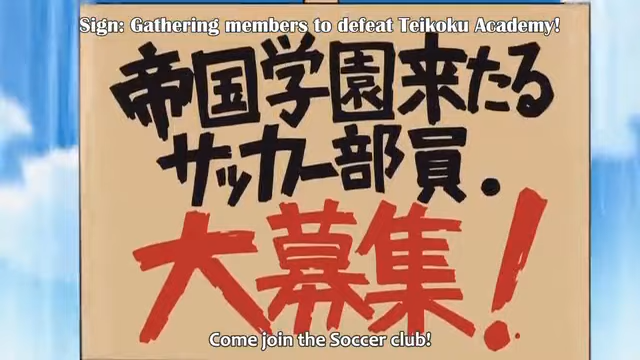 Sign: Gathering members to defeat Teikoku Academy!
帝国学園来たる
サッカー部員.
大募集!
Come join the Soccer club!